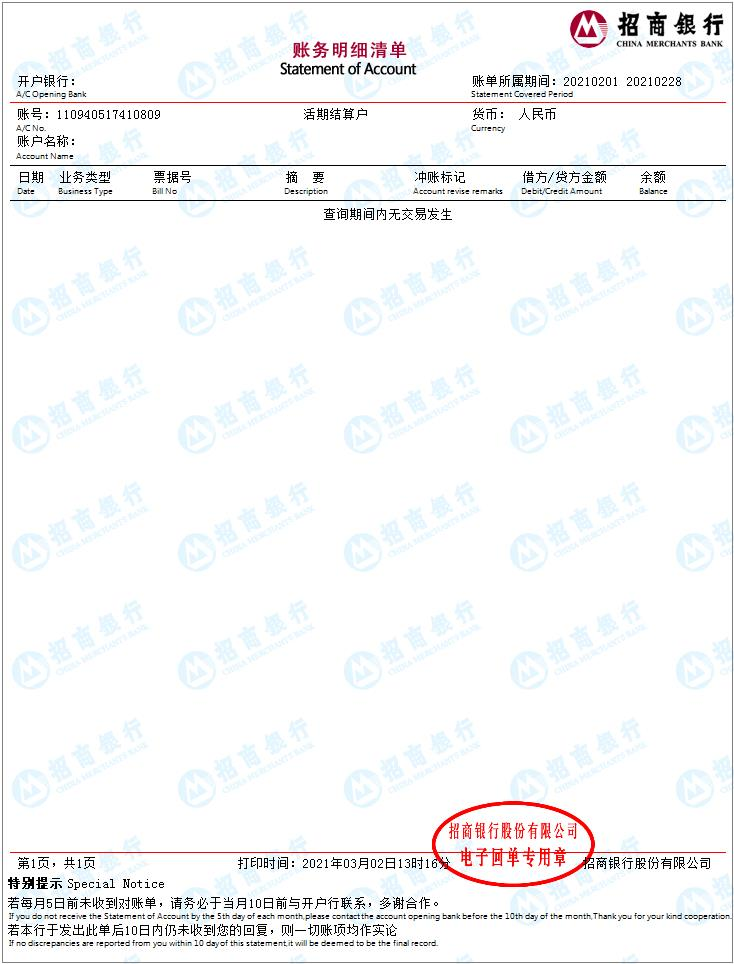 招商银行
CHINA MERCHANTS BANK
账务明细清单
Statement of Account
开户银行： 账单所属期间：20210201 20210228
A/C Opening Bank Statement Covered Period
账号：110940517410809 活期结算户 货币： 人民币
A/C No. Currency
账户名称：
Account Name
日期 业务类型 票据号 摘 要 冲账标记 借方/贷方金额 余额
Date Business Type Bill No Description Account revise remarks Debit/Credit Amount Balance
查询期间内无交易发生
招商银行股份有限公司
电子回单专用章
第1页，共1页 打印时间：2021年03月02日13时16分 招商银行股份有限公司
特别提示 Special Notice
若每月5日前未收到对账单，请务必于当月10日前与开户行联系，多谢合作。
If you do not receive the Statement of Account by the 5th day of each month,please contact the account opening bank before the 10th day of the month,Thank you for your kind cooperation.
若本行于发出此单后10日内仍未收到您的回复，则一切账项均作实论
If no discrepancies are reported from you within 10 day of this statement,it will be deemed to be the final record.